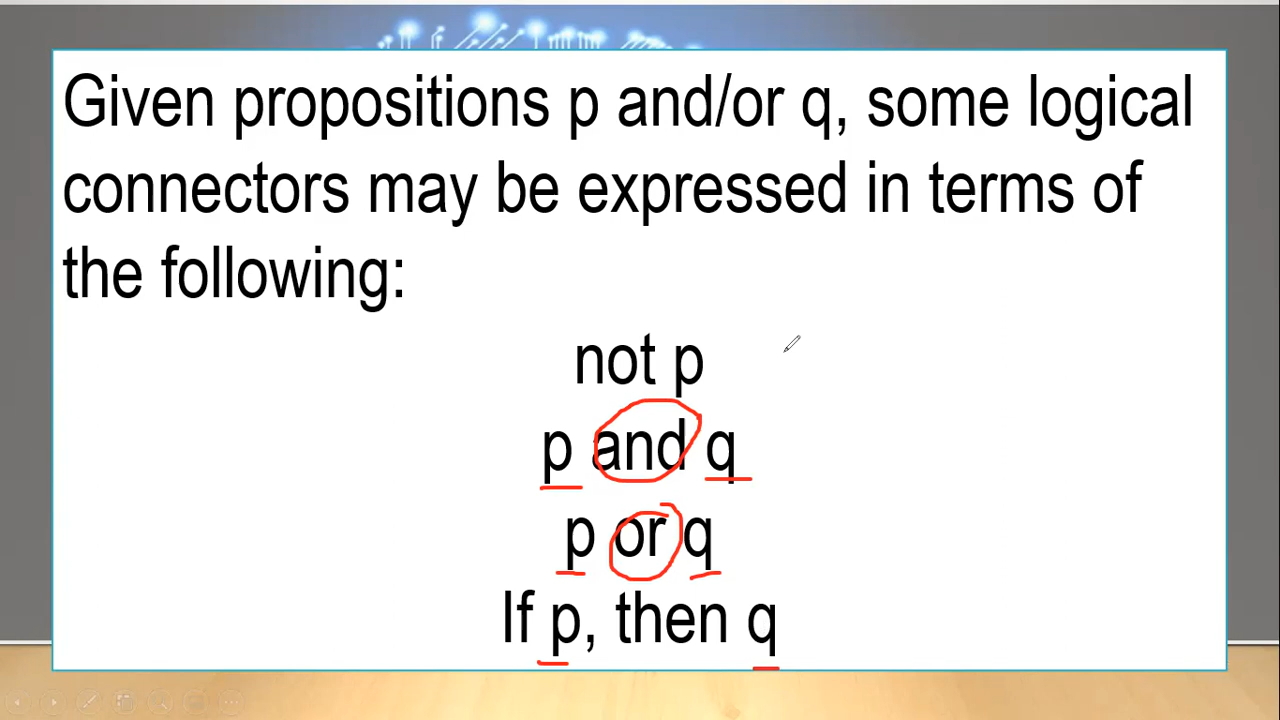 Given propositions p and/or q, some logical
connectors may be expressed in terms of
the following:
not p
p and q
p or q
If p, then q